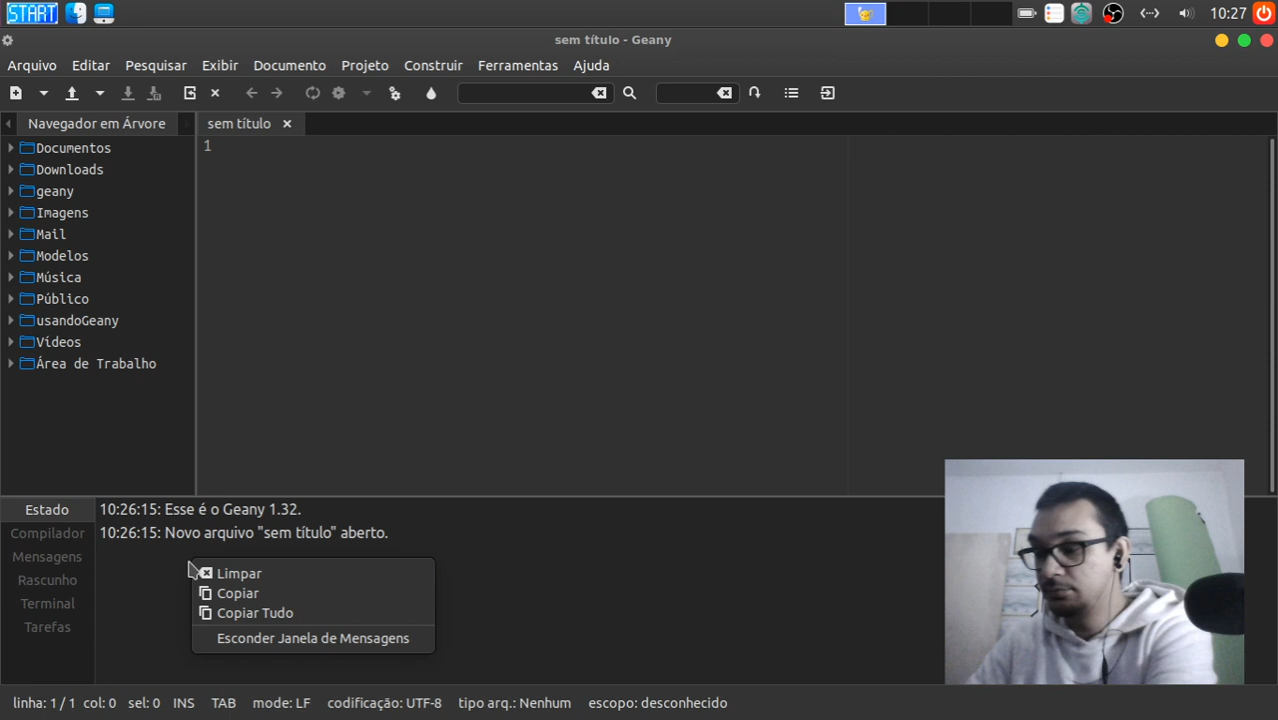 START
10:27
sem título - Geany
Arquivo Editar Pesquisar Exibir Documento Projeto Construir Ferramentas Ajuda
Navegador em Árvore
sem título
Documentos
Downloads
geany
Imagens
Mail
Modelos
Música
Público
usandoGeany
Vídeos
Área de Trabalho
1
Estado
Compilador
Mensagens
Rascunho
Terminal
Tarefas
10:26:15: Esse é o Geany 1.32.
10:26:15: Novo arquivo "sem título" aberto.
Limpar
Copiar
Copiar Tudo
Esconder Janela de Mensagens
linha: 1 / 1 col: 0 sel: 0 INS TAB mode: LF codificação: UTF-8 tipo arq.: Nenhum escopo: desconhecido